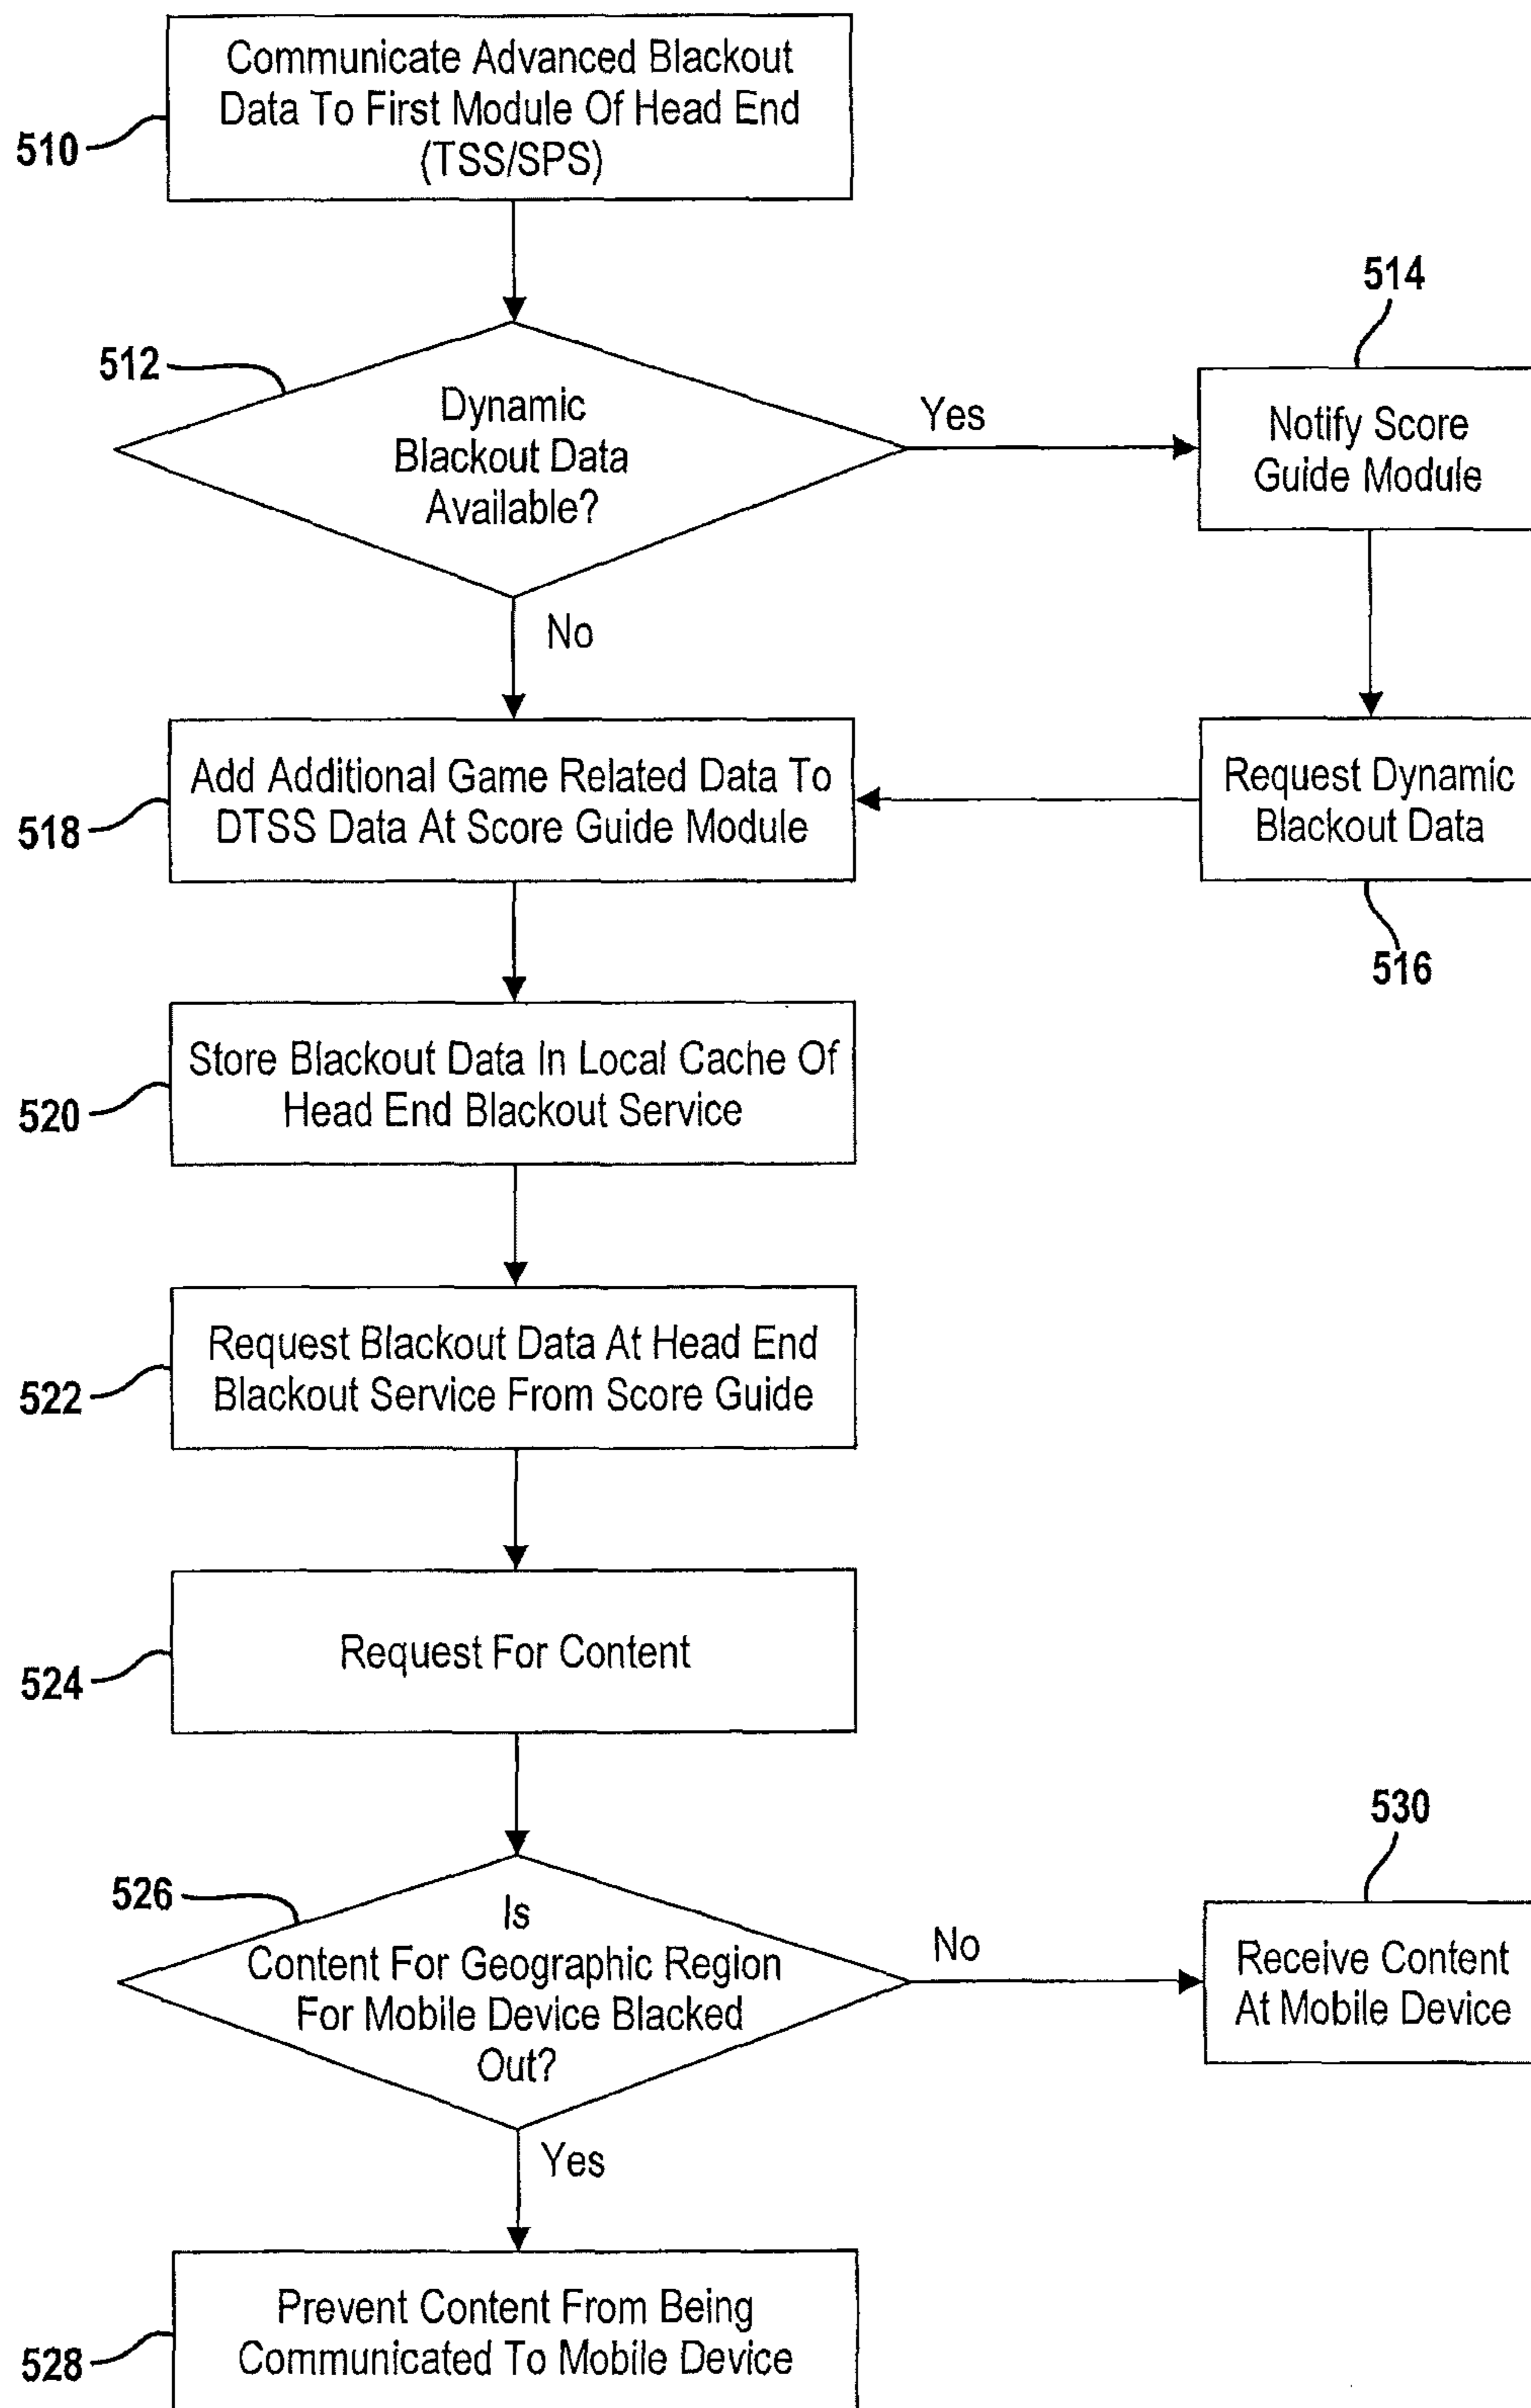 510
Communicate Advanced Blackout
Data To First Module Of Head End
(TSS/SPS)
512
Dynamic
Blackout Data
Available?
Yes
514
Notify Score
Guide Module
No
518
Add Additional Game Related Data To
DTSS Data At Score Guide Module
Request Dynamic
Blackout Data
516
520
Store Blackout Data In Local Cache Of
Head End Blackout Service
522
Request Blackout Data At Head End
Blackout Service From Score Guide
524
Request For Content
526
Is
Content For Geographic Region
For Mobile Device Blacked
Out?
No
530
Receive Content
At Mobile Device
Yes
528
Prevent Content From Being
Communicated To Mobile Device